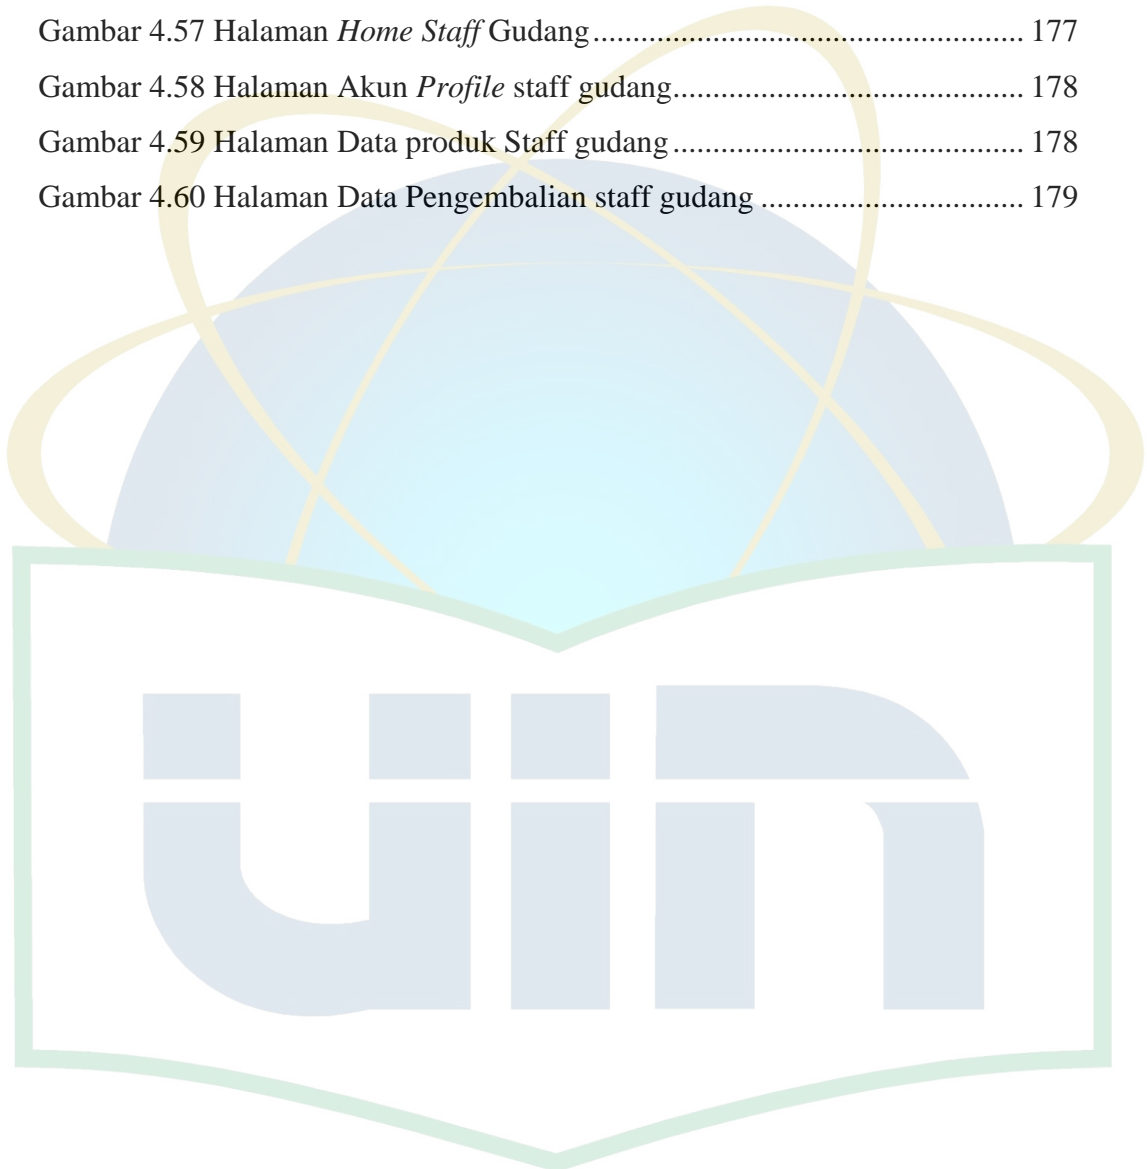 Gambar 4.57 Halaman Home Staff Gudang...................................................... 177
Gambar 4.58 Halaman Akun Profile staff gudang............................................ 178
Gambar 4.59 Halaman Data produk Staff gudang ............................................ 178
Gambar 4.60 Halaman Data Pengembalian staff gudang ................................. 179
uin